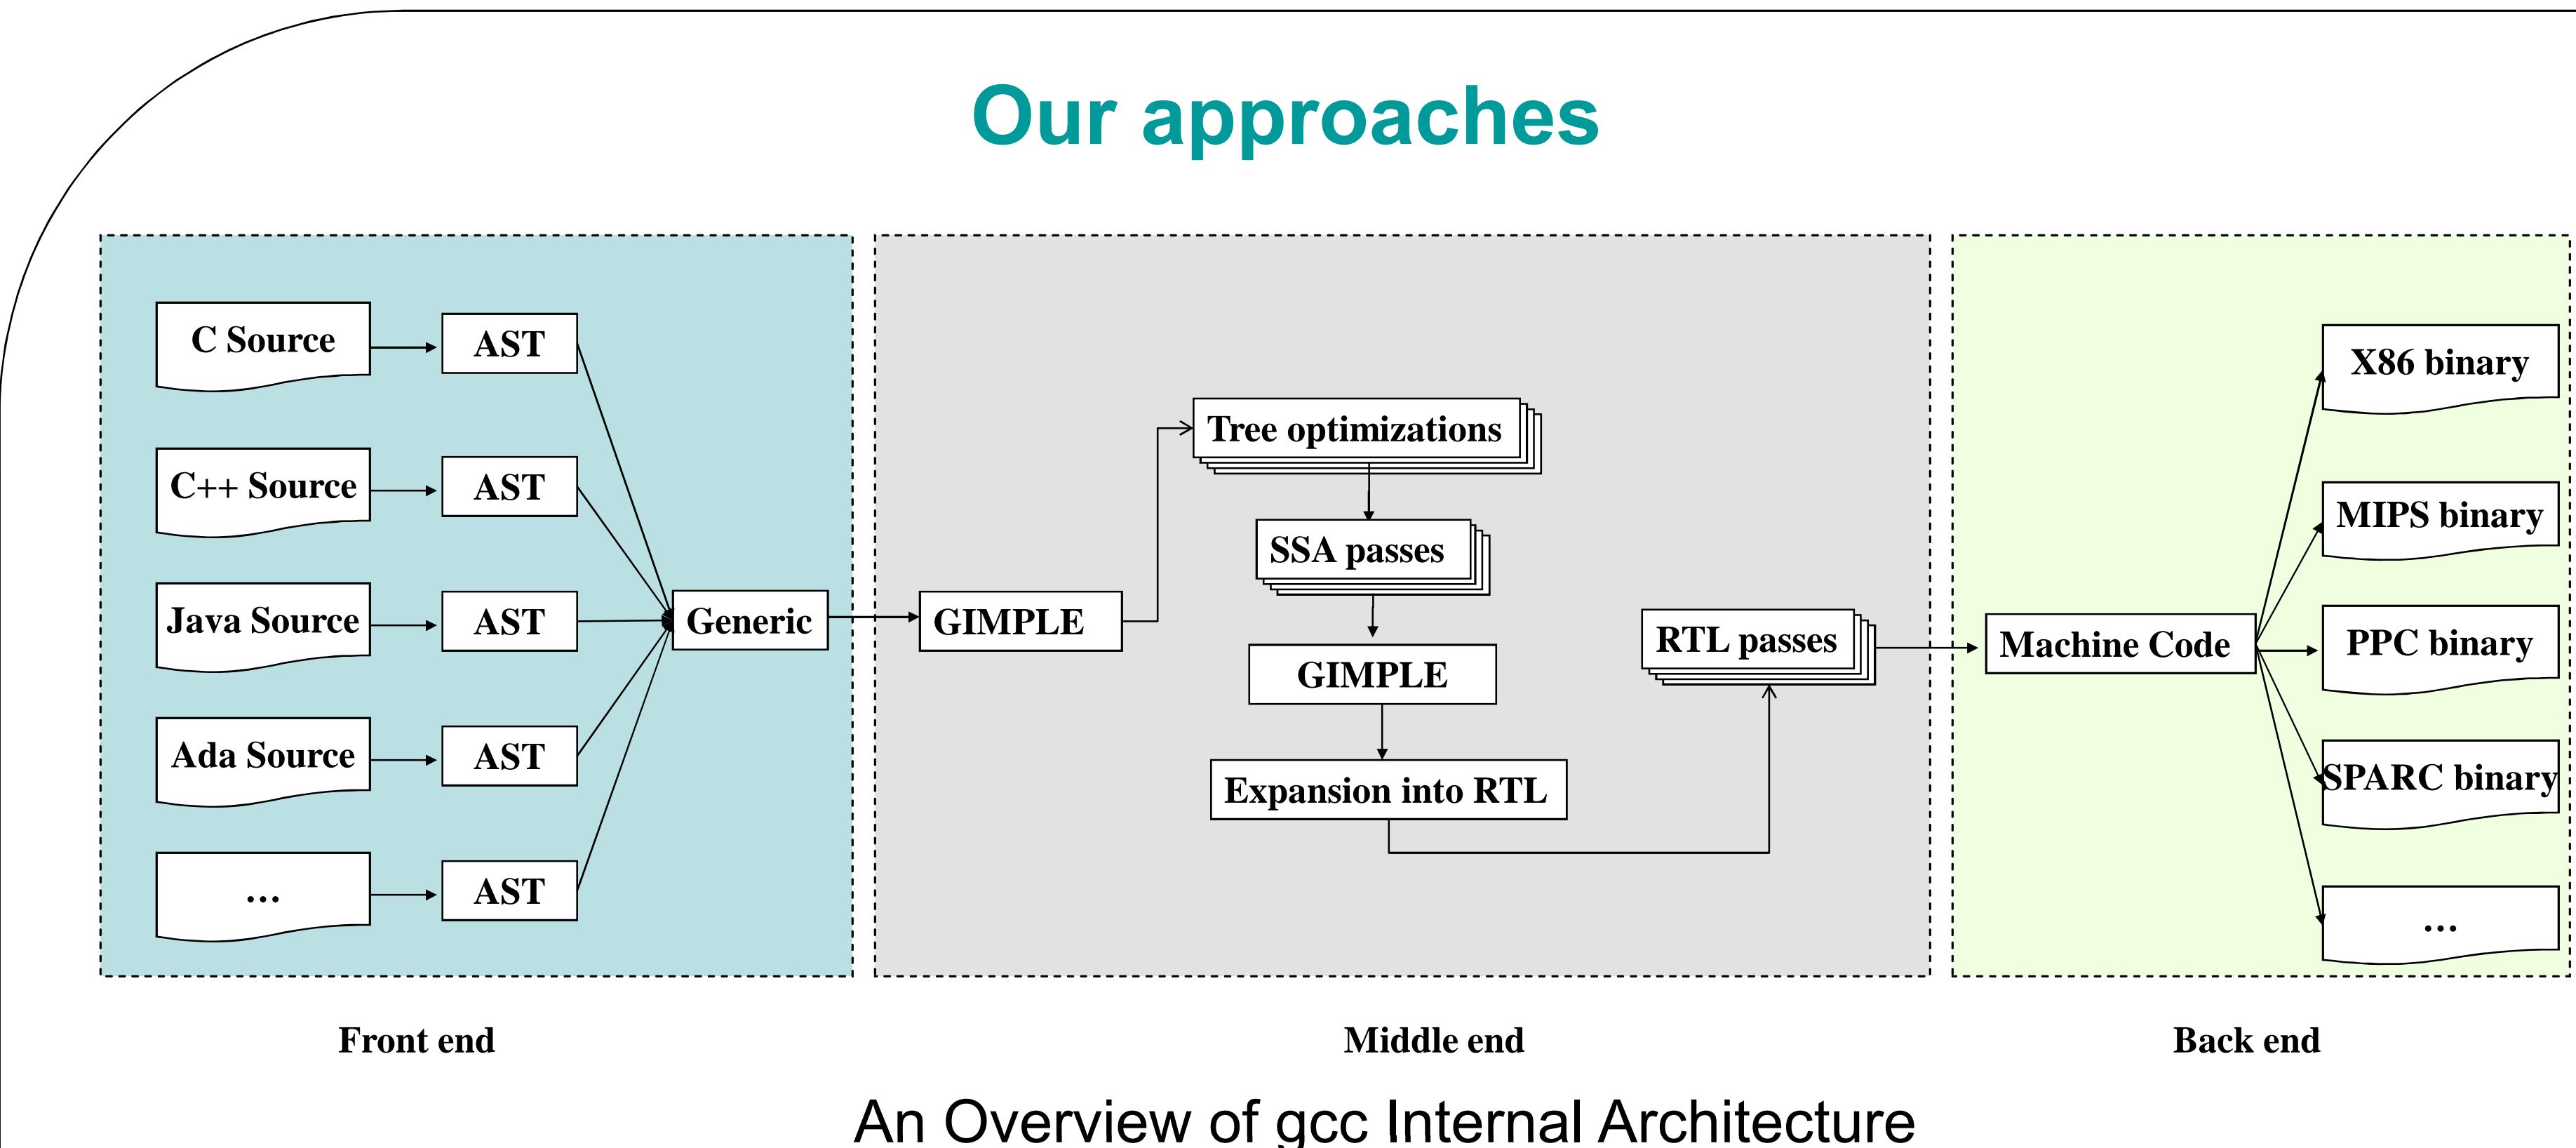 Our approaches
C Source
AST
C++ Source
AST
Java Source
AST
Ada Source
AST
...
AST
Generic
GIMPLE
Tree optimizations
SSA passes
GIMPLE
Expansion into RTL
RTL passes
Machine Code
X86 binary
MIPS binary
PPC binary
SPARC binary
...
Front end
Middle end
Back end
An Overview of gcc Internal Architecture